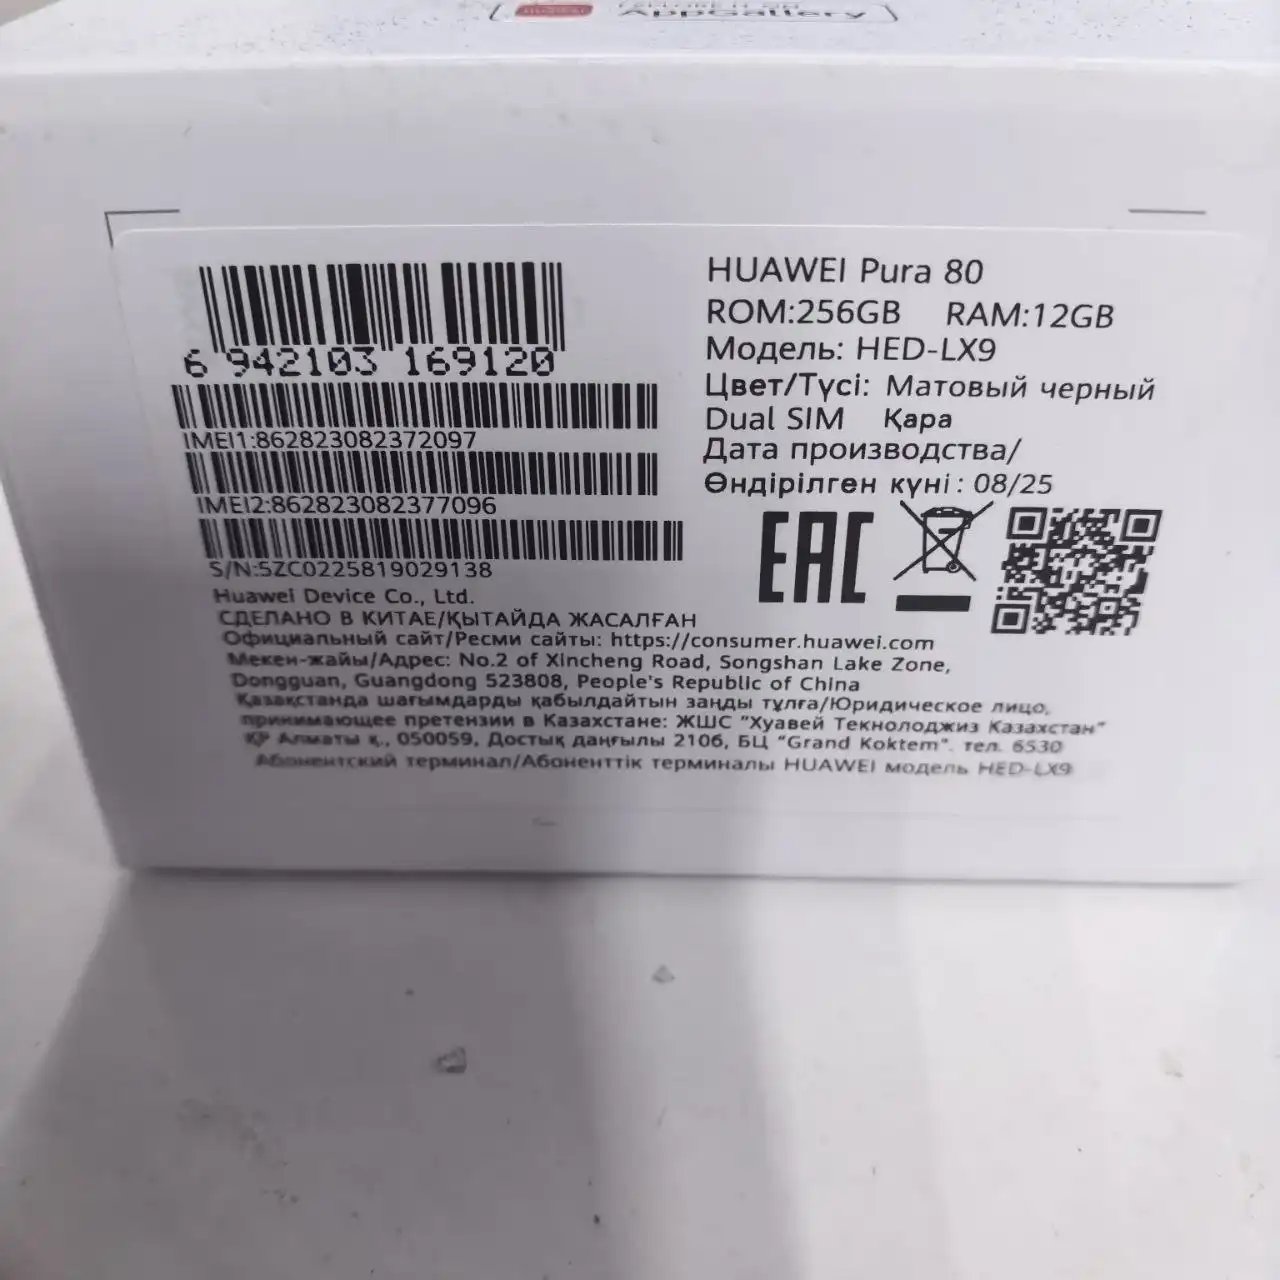 AppGallery
HUAWEI Pura 80
ROM:256GB RAM:12GB
Модель: HED-LX9
Цвет/Түсі: Матовый черный
Dual SIM Қара
Дата производства/
Өндірілген күні : 08/25
6 942103 169120
IMEI1:862823082372097
IMEI2:862823082377096
S/N:5ZC0225819029138
EAC
Huawei Device Co., Ltd.
СДЕЛАНО В КИТАЕ/ҚЫТАЙДА ЖАСАЛҒАН
Официальный сайт/Ресми сайты: https://consumer.huawei.com
Мекен-жайы/Адрес: No.2 of Xincheng Road, Songshan Lake Zone,
Dongguan, Guangdong 523808, People's Republic of China
Казақстанда шағымдарды қабылдайтын заңды тұлға/Юридическое лицо,
принимающее претензии в Казахстане: ЖШС "Хуавей Текнолоджиз Казахстан"
ҚР Алматы қ., 050059, Достық даңғылы 210б, БЦ "Grand Koktem". тел. 6530
Абонентский терминал/Абоненттік терминалы HUAWEI модель HED-LX9